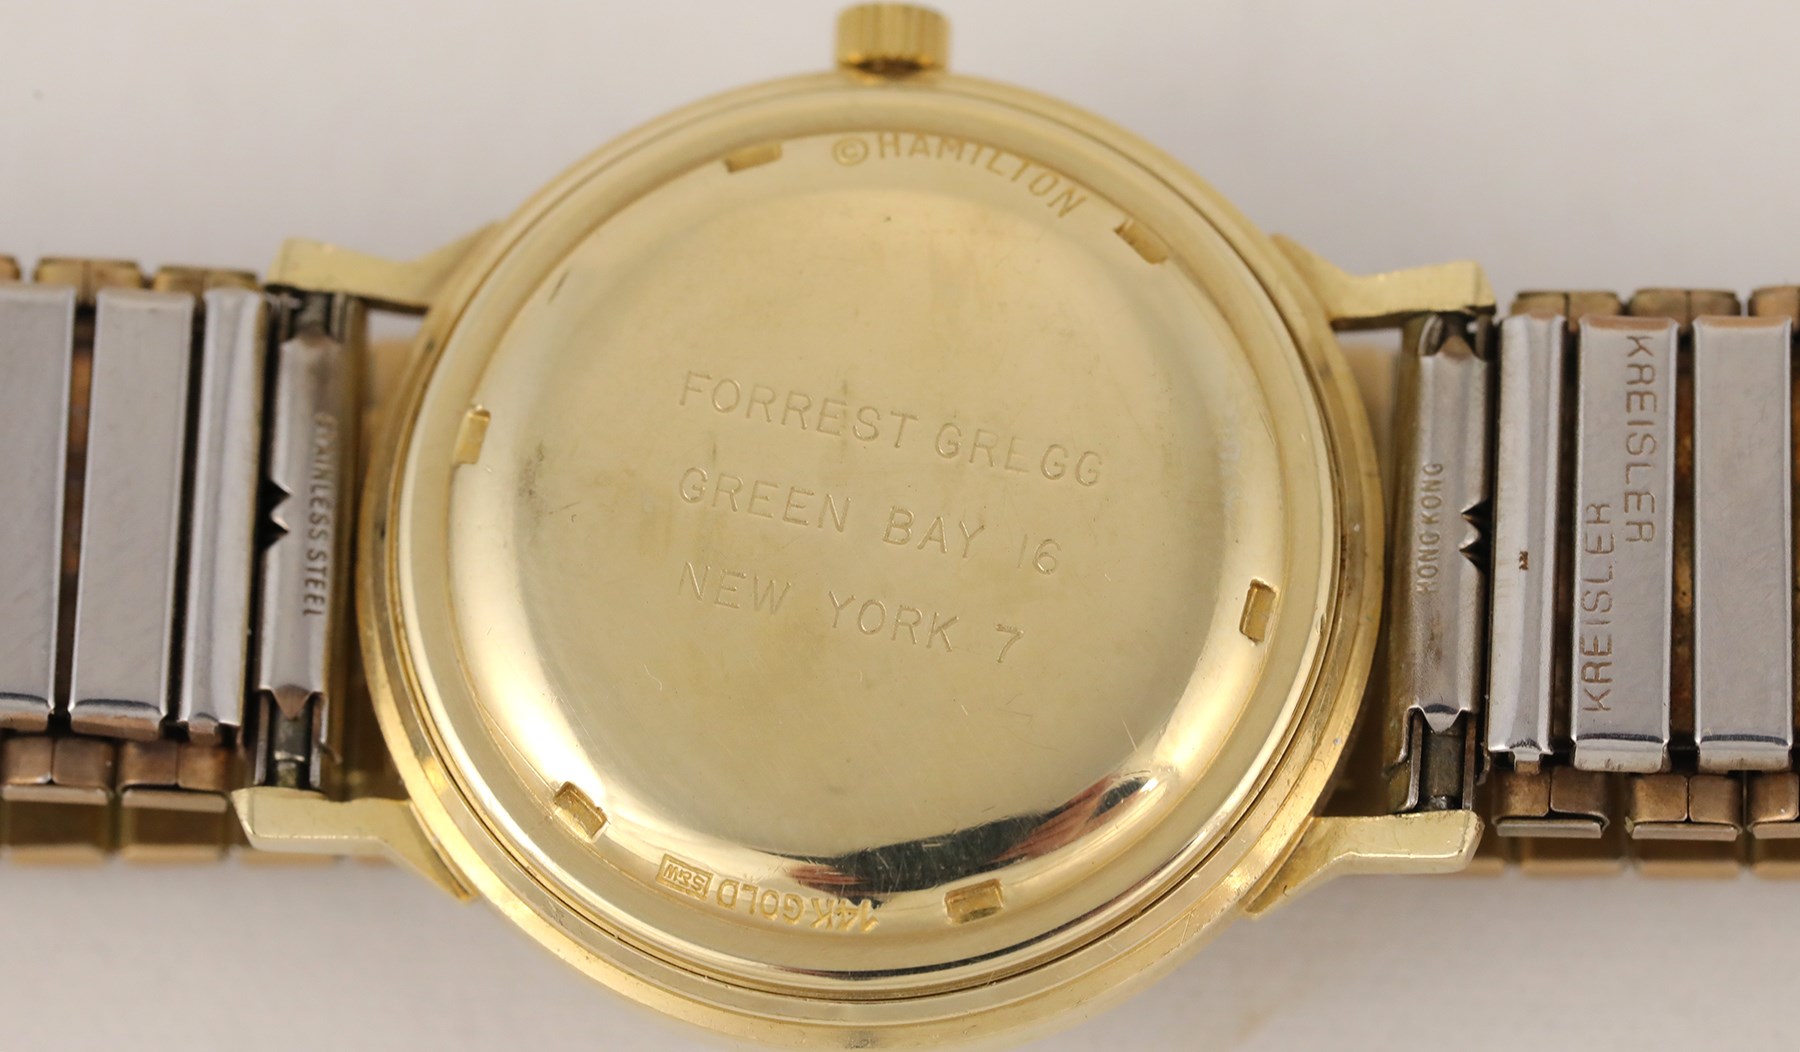 © HAMILTON
FORREST GREGG
GREEN BAY 16
NEW YORK 7
14K GOLD S&W
STAINLESS STEEL
HONG KONG
KREISLER
KREISLER